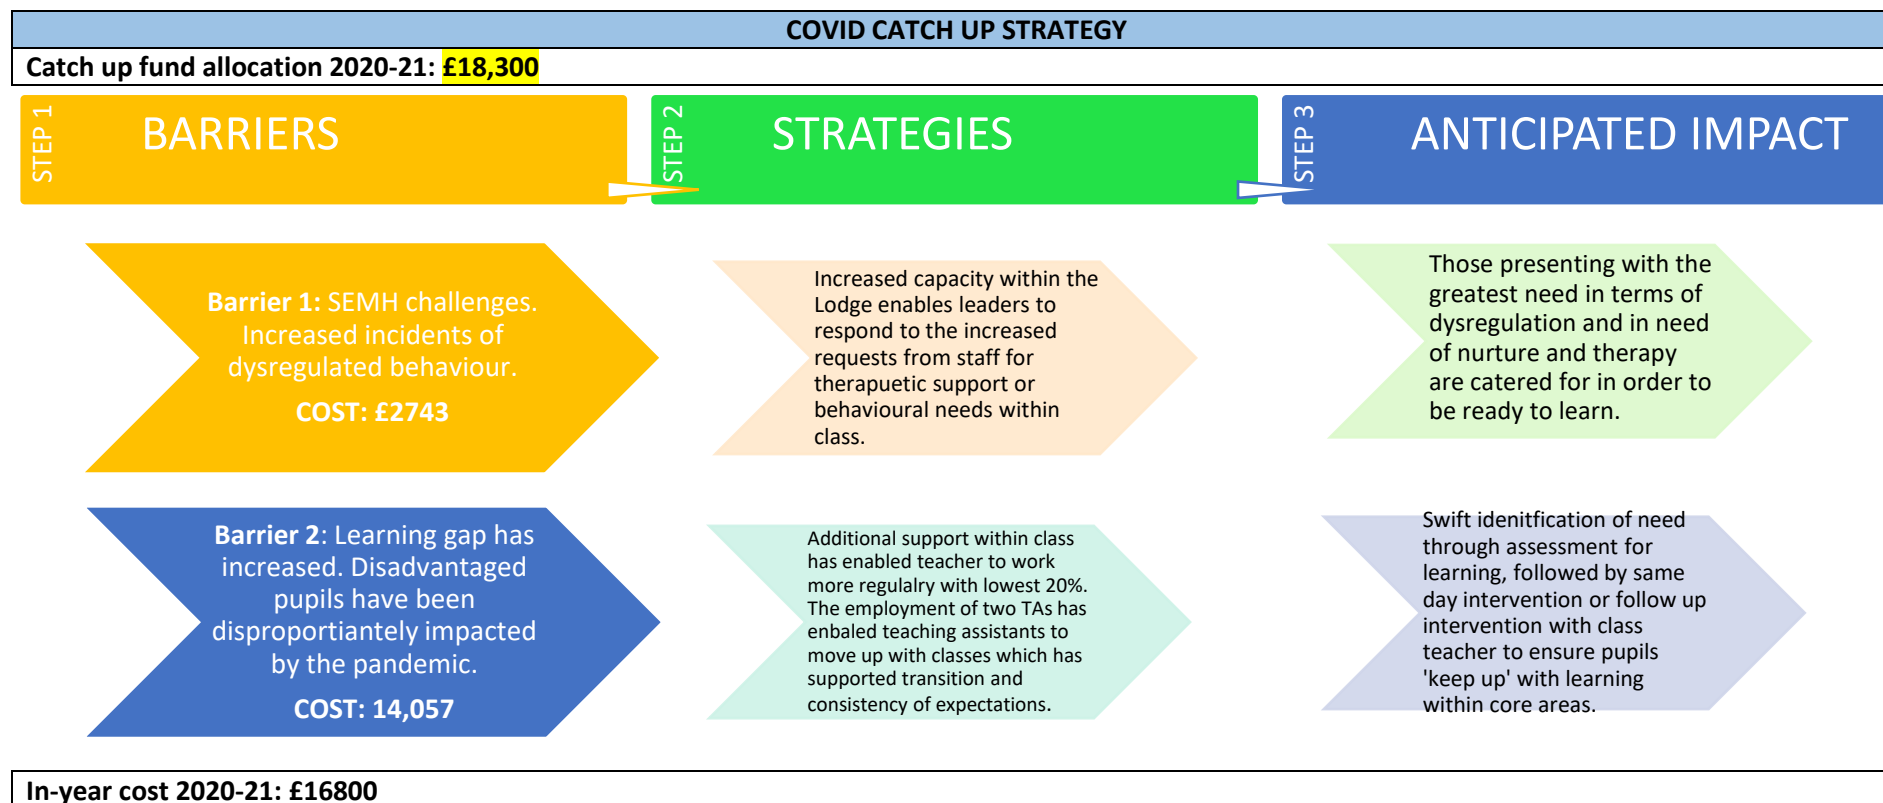 COVID CATCH UP STRATEGY
Catch up fund allocation 2020-21: £18,300
STEP 1
BARRIERS
STEP 2
STRATEGIES
STEP 3
ANTICIPATED IMPACT
Barrier 1: SEMH challenges.
Increased incidents of
dysregulated behaviour.
COST: £2743
Increased capacity within the
Lodge enables leaders to
respond to the increased
requests from staff for
therapuetic support or
behavioural needs within
class.
Those presenting with the
greatest need in terms of
dysregulation and in need
of nurture and therapy
are catered for in order to
be ready to learn.
Barrier 2: Learning gap has
increased. Disadvantaged
pupils have been
disproportiantely impacted
by the pandemic.
COST: 14,057
Additional support within class
has enabled teacher to work
more regulalry with lowest 20%.
The employment of two TAs has
enbaled teaching assistants to
move up with classes which has
supported transition and
consistency of expectations.
Swift idenitfication of need
through assessment for
learning, followed by same
day intervention or follow up
intervention with class
teacher to ensure pupils
'keep up' with learning
within core areas.
In-year cost 2020-21: £16800